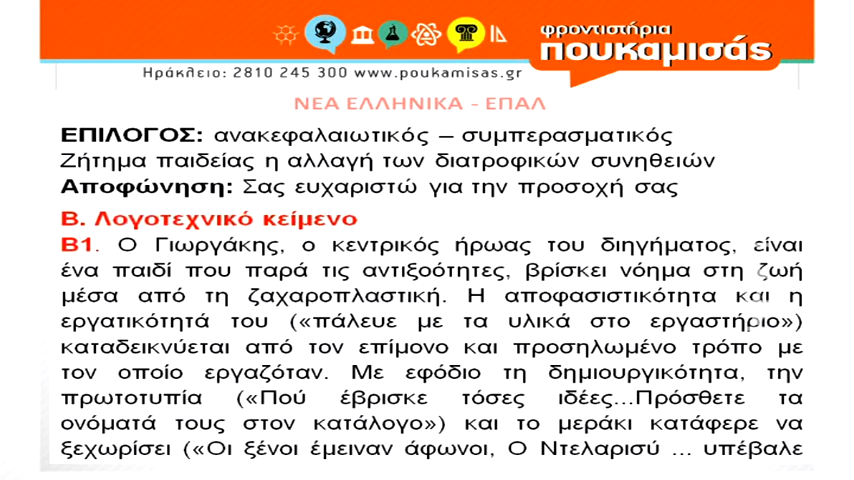 φροντιστήρια
πουκαμισάς
Ηράκλειο: 2810 245 300 www.poukamisas.gr
ΝΕΑ ΕΛΛΗΝΙΚΑ - ΕΠΑΛ
ΕΠΙΛΟΓΟΣ: ανακεφαλαιωτικός – συμπερασματικός
Ζήτημα παιδείας η αλλαγή των διατροφικών συνηθειών
Αποφώνηση: Σας ευχαριστώ για την προσοχή σας
Β. Λογοτεχνικό κείμενο
Β1. Ο Γιωργάκης, ο κεντρικός ήρωας του διηγήματος, είναι
ένα παιδί που παρά τις αντιξοότητες, βρίσκει νόημα στη ζωή
μέσα από τη ζαχαροπλαστική. Η αποφασιστικότητα και η
εργατικότητά του («πάλευε με τα υλικά στο εργαστήριο»)
καταδεικνύεται από τον επίμονο και προσηλωμένο τρόπο με
τον οποίο εργαζόταν. Με εφόδιο τη δημιουργικότητα, την
πρωτοτυπία («Πού έβρισκε τόσες ιδέες...Πρόσθετε τα
ονόματά τους στον κατάλογο») και το μεράκι κατάφερε να
ξεχωρίσει («Οι ξένοι έμειναν άφωνοι, Ο Ντελαρισύ ... υπέβαλε